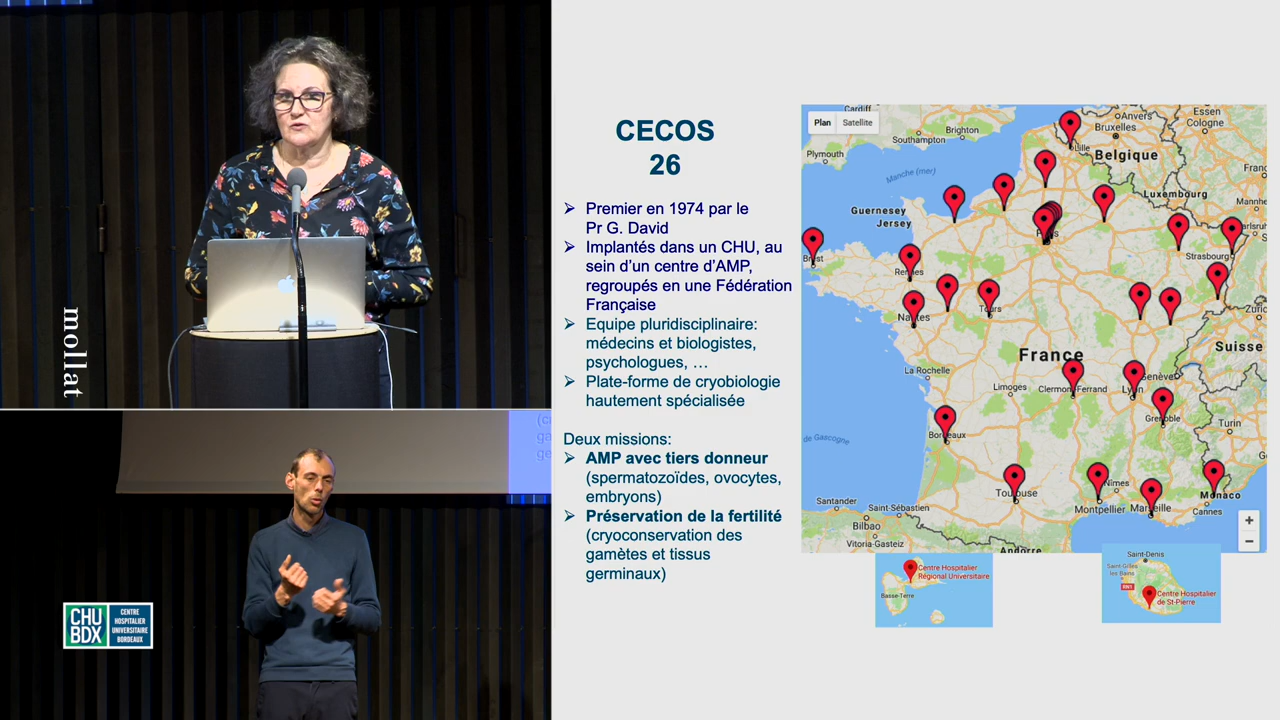 mollat
(c
ga
ge
CHU
BDX
CENTRE
HOSPITALIER
UNIVERSITAIRE
BORDEAUX
CECOS
26
Premier en 1974 par le
Pr G. David
Implantés dans un CHU, au
sein d'un centre d'AMP,
regroupés en une Fédération
Française
Equipe pluridisciplinaire:
médecins et biologistes,
psychologues, …
Plate-forme de cryobiologie
hautement spécialisée
Deux missions:
AMP avec tiers donneur
(spermatozoïdes, ovocytes,
embryons)
Préservation de la fertilité
(cryoconservation des
gamètes et tissus
germinaux)
Plan Satellite
Cardiff
Southampton
Brighton
Plymouth
Manche (mer)
Guernesey
Jersey
Anvers
Bruxelles
Lille
Belgique
Essen
Cologne
Luxembourg
Strasbourg
Brest
Rennes
Nantes
Tours
La Rochelle
France
Limoges
Clermont-Ferrand
Lyon
Genève
Suisse
Grenoble
Turin
Bordeaux
de Gascogne
Toulouse
Nîmes
Montpellier
Marseille
Monaco
Cannes
Santander
Saint-Sébastien
Bilbao
Vitoria-Gasteiz
Andorre
+
−
Centre Hospitalier
Régional Universitaire
Basse-Terre
Saint-Denis
Saint-Gilles
les Bains
RN1
Centre Hospitalier
de St-Pierre